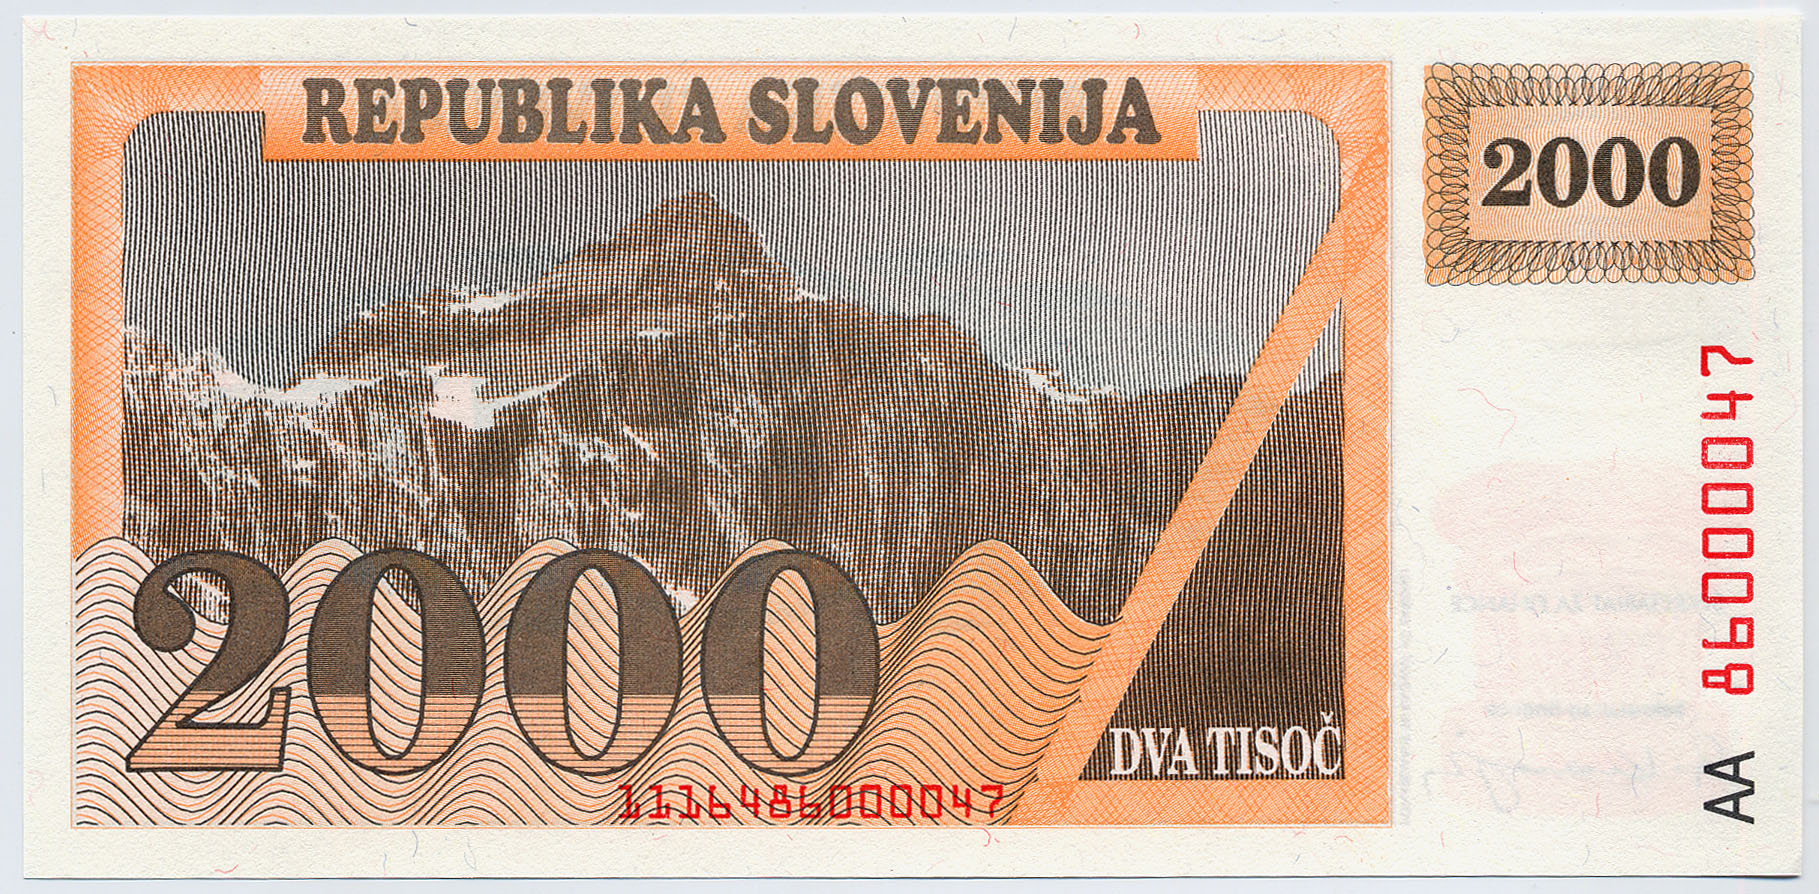 REPUBLIKA SLOVENIJA
2000
2000
DVA TISOČ
1116486000047
AA 86000047